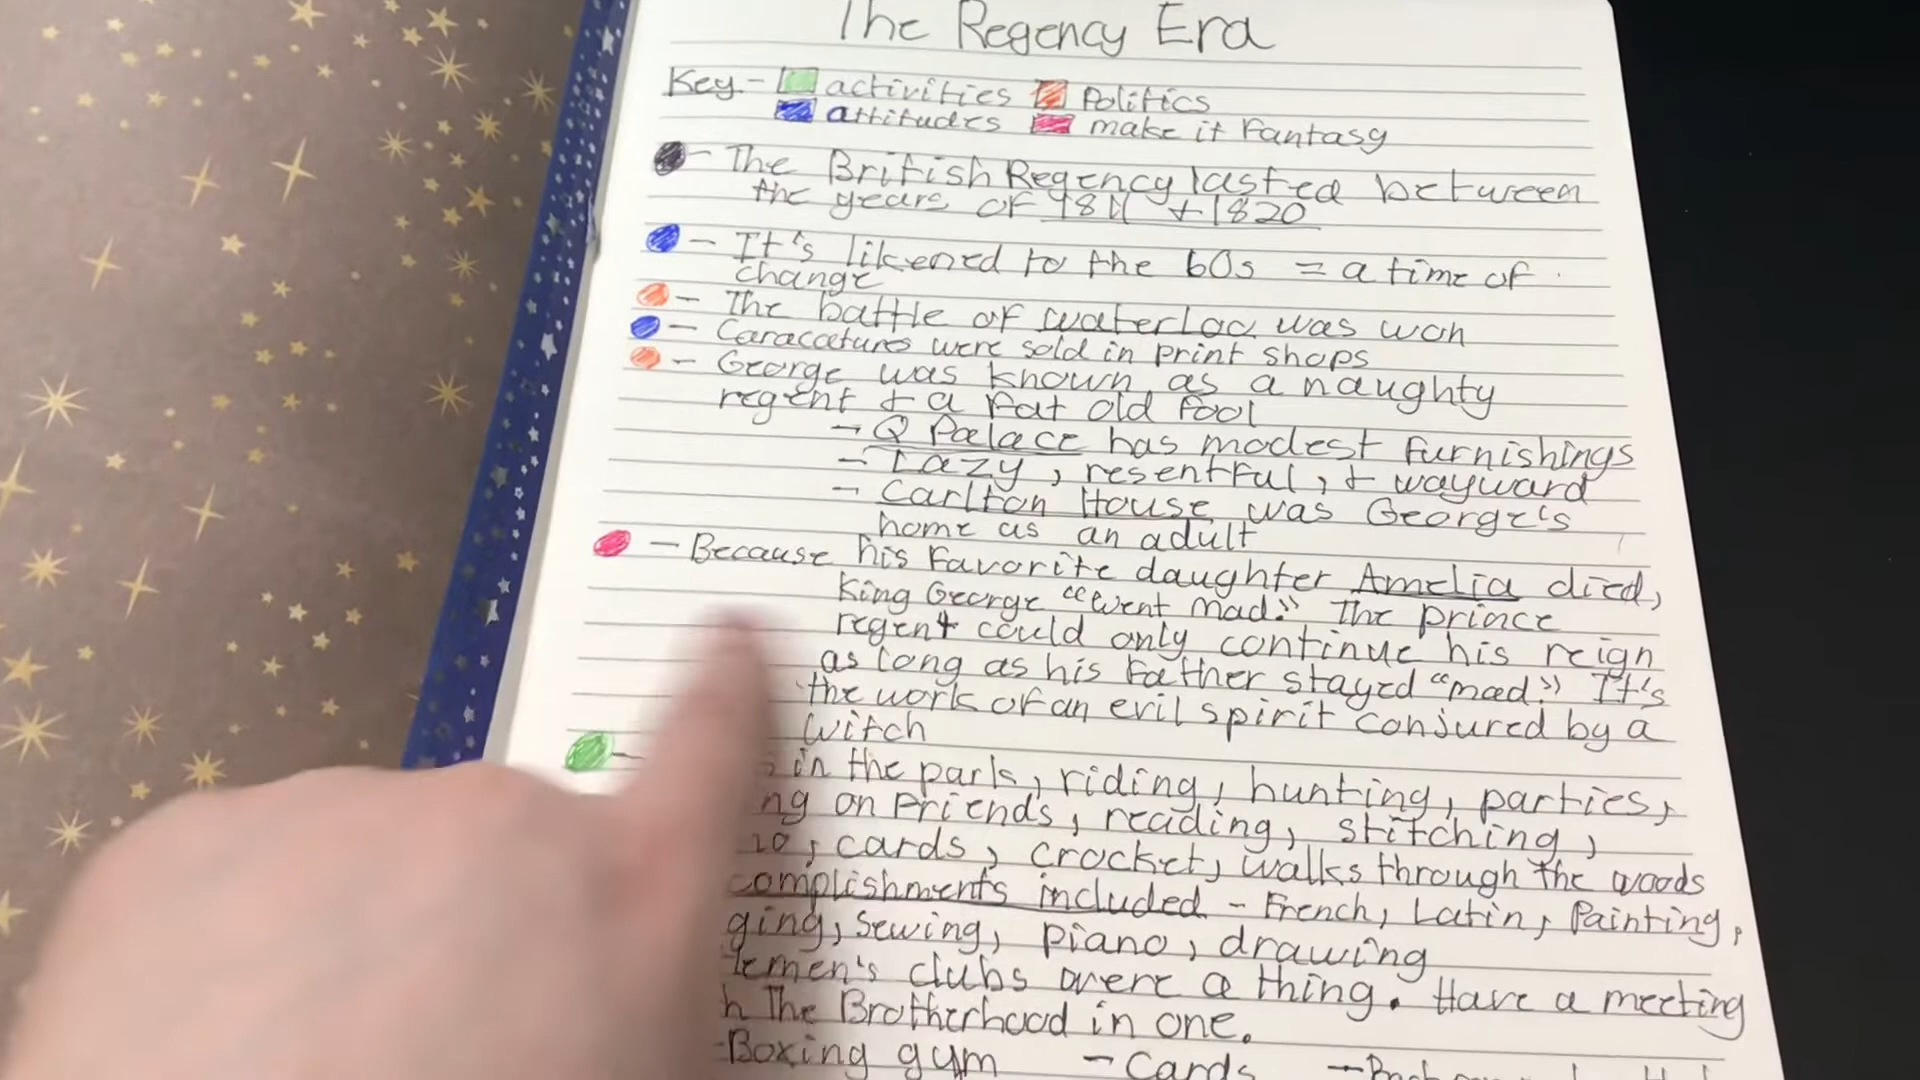 The Regency Era
Key - activities Politics
attitudes make it Fantasy
- The British Regency lasted between
the years of 1811 + 1820
- It's likened to the 60s = a time of
change
- The battle of waterloo was won
- Caracatures were sold in print shops
- George was known as a naughty
regent + a fat old fool
- Q Palace has modest furnishings
- Lazy, resentful, + wayward
- Carlton House was George's
home as an adult
- Because his favorite daughter Amelia died,
King George "went mad." The prince
regent could only continue his reign
as long as his father stayed "mad." It's
the work of an evil spirit conjured by a
witch
in the park, riding, hunting, parties,
on friends, reading, stitching,
cards, crocket, walks through the woods
complishments included - French, Latin, Painting,
ging, sewing, piano, drawing
lemen's clubs were a thing. Have a meeting
h The Brotherhood in one.
- Boxing gym - Cards